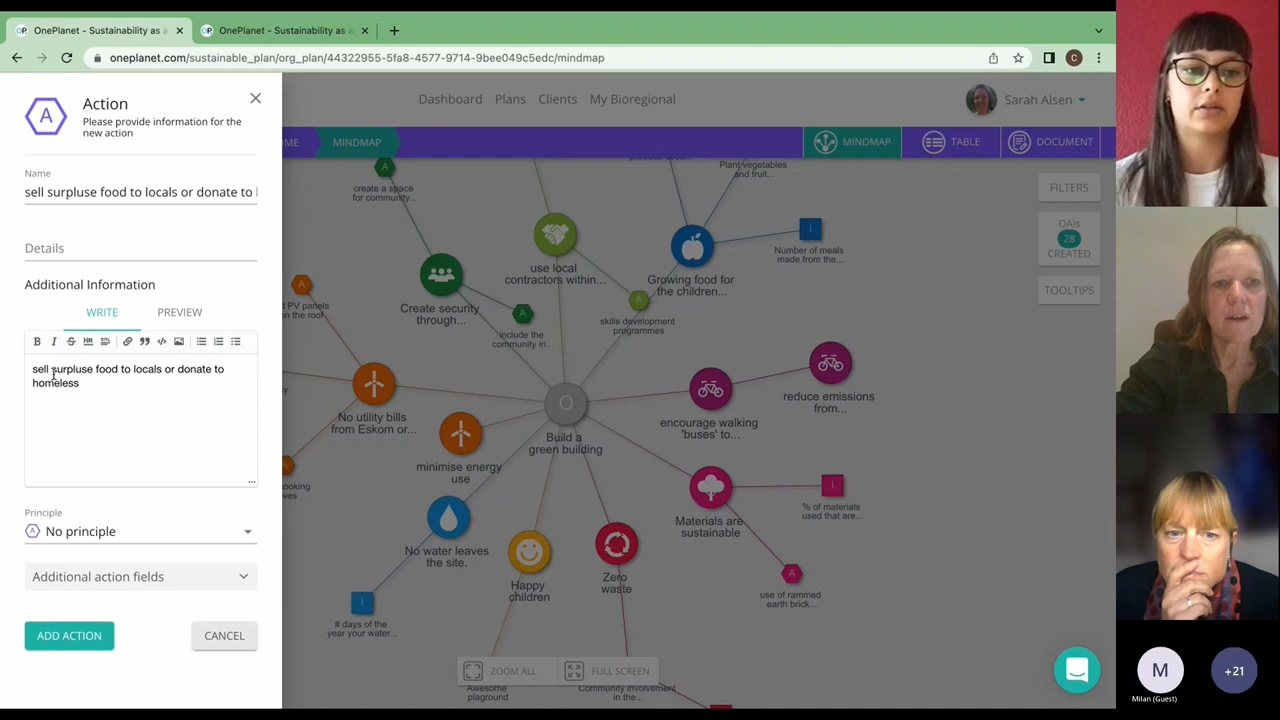 OnePlanet - Sustainability as a
OnePlanet - Sustainability as a
oneplanet.com/sustainable_plan/org_plan/44322955-5fa8-4577-9714-9bee049c5edc/mindmap
C
A
Action
Please provide information for the
new action
Name
sell surpluse food to locals or donate to
Details
Additional Information
WRITE
PREVIEW
sell surpluse food to locals or donate to
homeless
Principle
No principle
Additional action fields
ADD ACTION
CANCEL
Dashboard
Plans
Clients
My Bioregional
Sarah Alsen
MINDMAP
MINDMAP
TABLE
DOCUMENT
FILTERS
OAIs
28
CREATED
TOOLTIPS
create a space
for community...
Plant vegetables
and fruit...
use local
contractors within...
Growing food for
the children...
Number of meals
made from the...
Create security
through...
include the
community in...
skills development
programmes
PV panels
on the roof
No utility bills
from Eskom or...
minimise energy
use
O
Build a
green building
encourage walking
'buses' to...
reduce emissions
from...
Materials are
sustainable
% of materials
used that are...
use of rammed
earth brick...
No water leaves
the site.
# days of the
year your water...
Happy
children
Zero
waste
ZOOM ALL
FULL SCREEN
Awesome
plaground
Community involvement
in the...
M
Milan (Guest)
+21